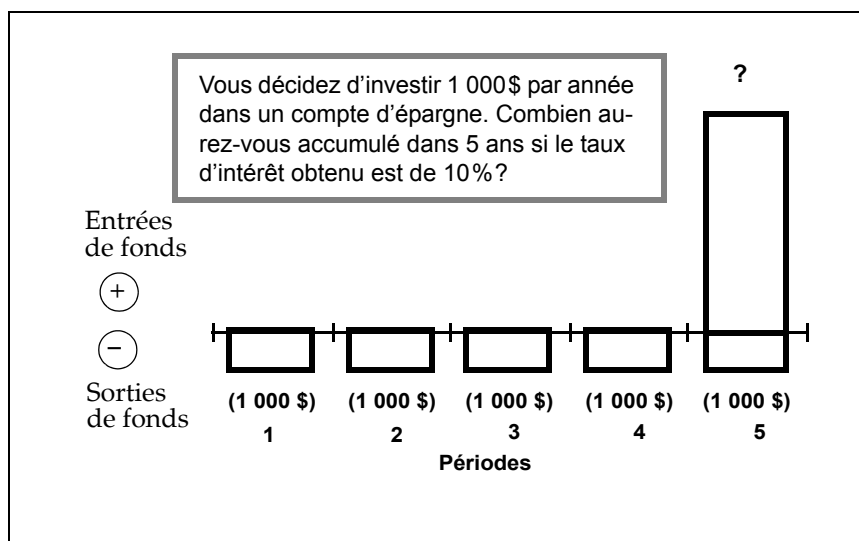 Vous décidez d’investir 1 000 $ par année
dans un compte d’épargne. Combien au-
rez-vous accumulé dans 5 ans si le taux
d’intérêt obtenu est de 10 %?
?
Entrées
de fonds
+
−
Sorties
de fonds
(1 000 $) (1 000 $) (1 000 $) (1 000 $) (1 000 $)
1 2 3 4 5
Périodes